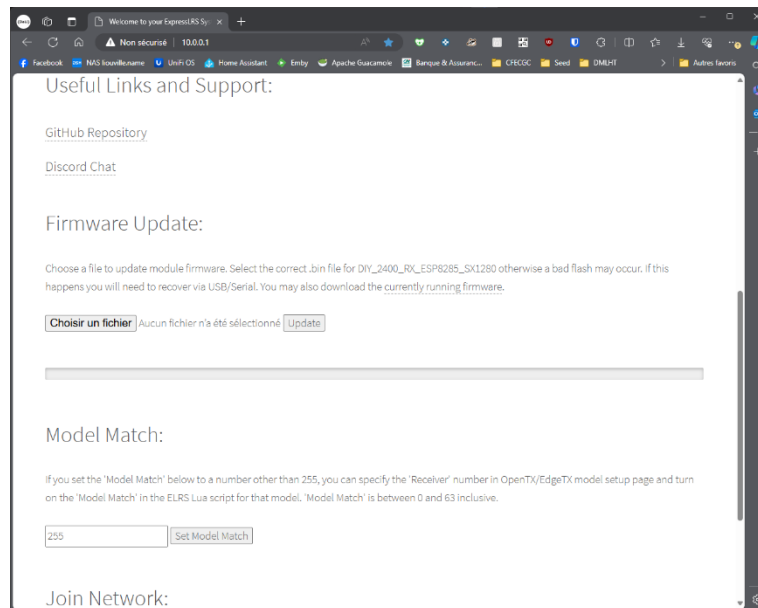 Welcome to your ExpressLRS Sy
Non sécurisé 10.0.0.1
Facebook NAS liouville.name UniFi OS Home Assistant Emby Apache Guacamole Banque & Assuranc... CFECGC Seed DMLHT Autres favoris
Useful Links and Support:
GitHub Repository
Discord Chat
Firmware Update:
Choose a file to update module firmware. Select the correct .bin file for DIY_2400_RX_ESP8285_SX1280 otherwise a bad flash may occur. If this
happens you will need to recover via USB/Serial. You may also download the currently running firmware.
Choisir un fichier Aucun fichier n'a été sélectionné Update
Model Match:
If you set the 'Model Match' below to a number other than 255, you can specify the 'Receiver' number in OpenTX/EdgeTX model setup page and turn
on the 'Model Match' in the ELRS Lua script for that model. 'Model Match' is between 0 and 63 inclusive.
255 Set Model Match
Join Network: